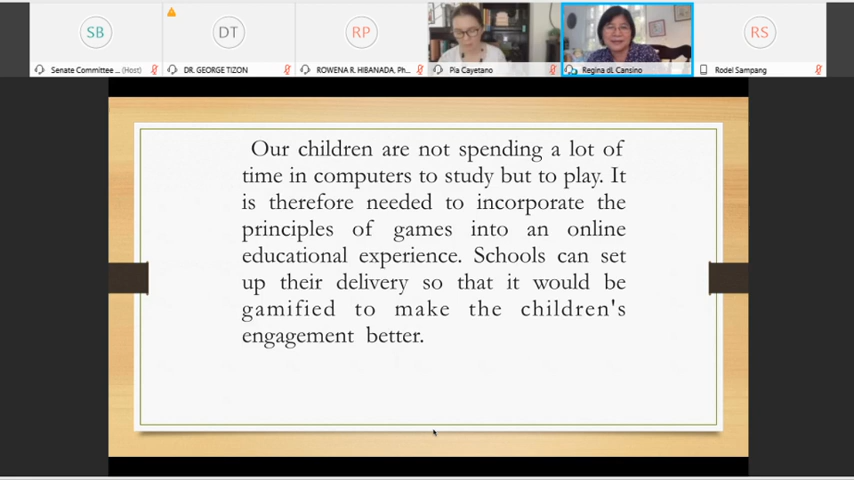 SB
DT
RP
RS
Senate Committee ... (Host)
DR. GEORGE TIZON
ROWENA R. HIBANADA, Ph...
Pia Cayetano
Regina dL Cansino
Rodel Sampang
Our children are not spending a lot of
time in computers to study but to play. It
is therefore needed to incorporate the
principles of games into an online
educational experience. Schools can set
up their delivery so that it would be
gamified to make the children's
engagement better.